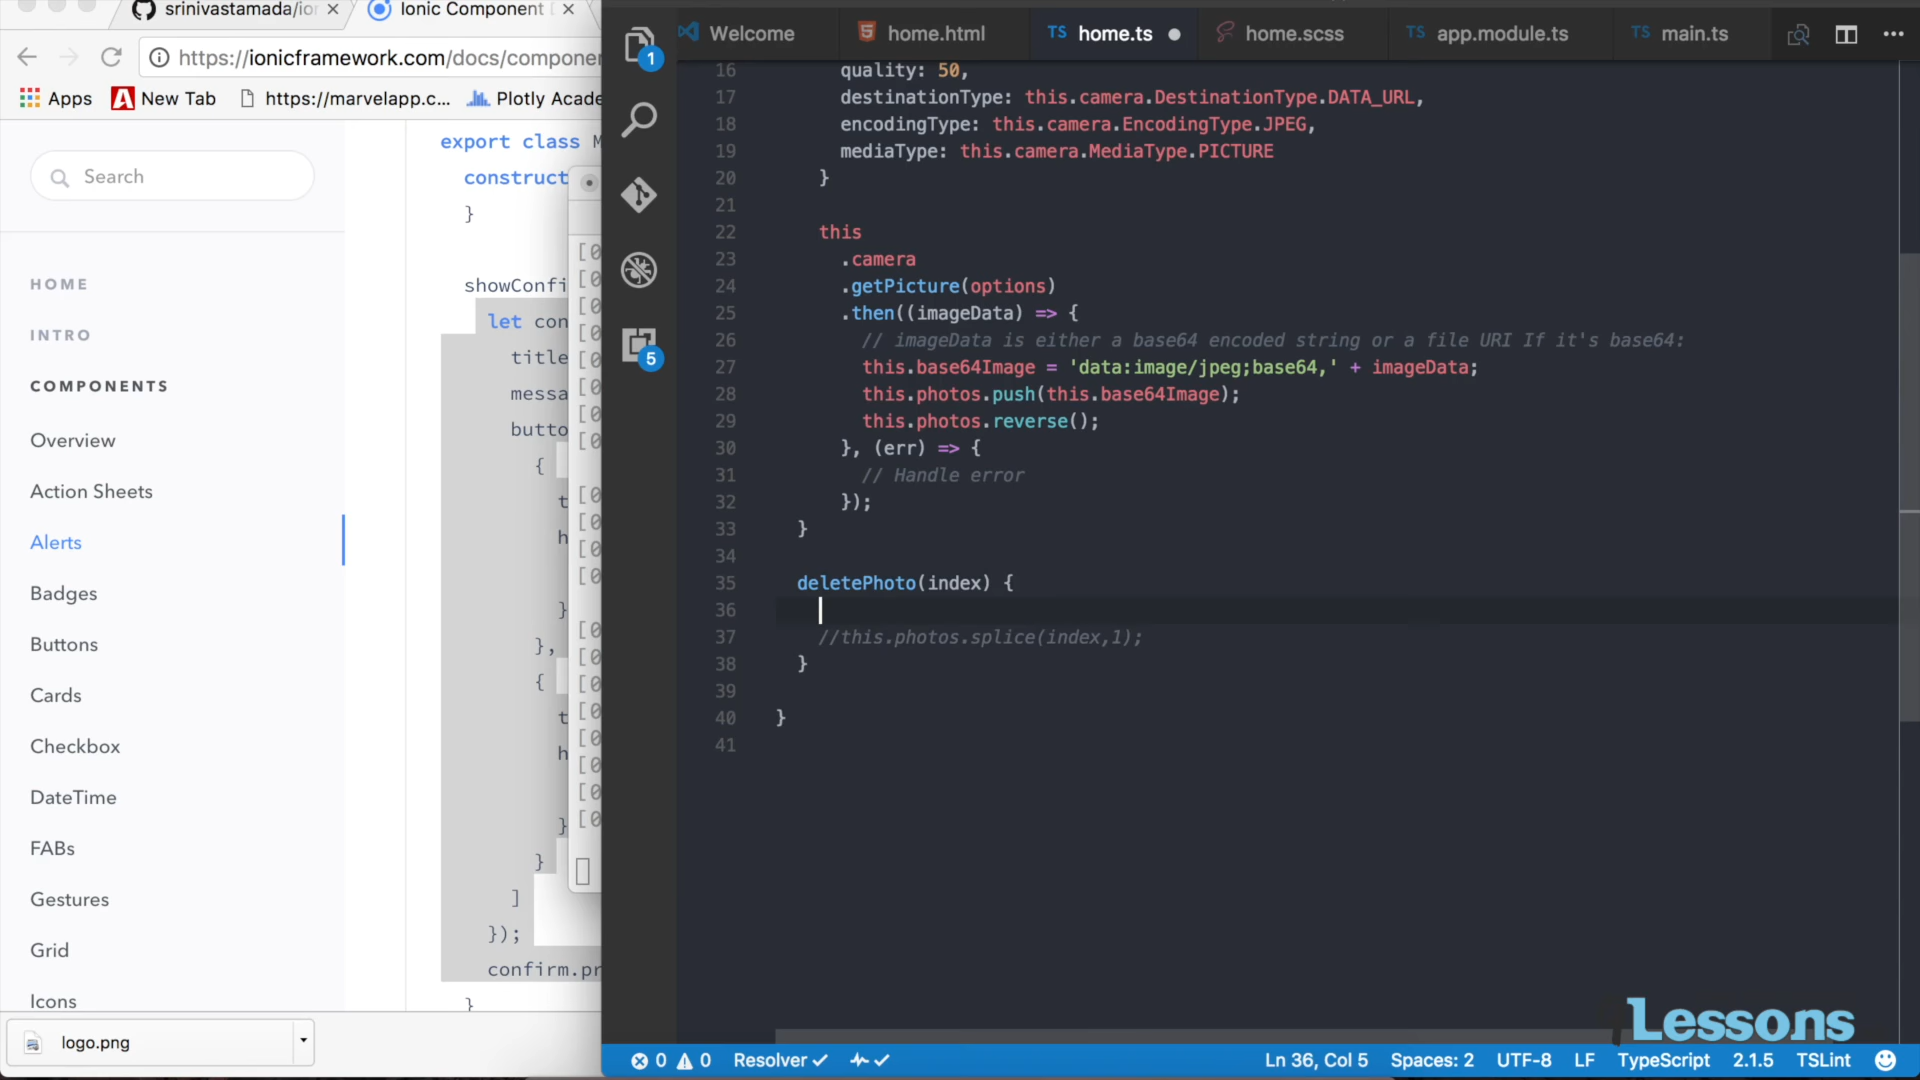 srinivastamada/ior
Ionic Component D
https://ionicframework.com/docs/componen
Apps
New Tab
https://marvelapp.c...
Plotly Acade
Search
HOME
INTRO
COMPONENTS
Overview
Action Sheets
Alerts
Badges
Buttons
Cards
Checkbox
DateTime
FABs
Gestures
Grid
Icons
export class M
construct
}
showConfi
let con
title
messa
butto
{
t
h
}
},
{
t
h
}
}
]
});
confirm.pr
}
logo.png
1
5
Welcome
home.html
TS home.ts
home.scss
TS app.module.ts
TS main.ts
16 quality: 50,
17 destinationType: this.camera.DestinationType.DATA_URL,
18 encodingType: this.camera.EncodingType.JPEG,
19 mediaType: this.camera.MediaType.PICTURE
20 }
21
22 this
23 .camera
24 .getPicture(options)
25 .then((imageData) => {
26 // imageData is either a base64 encoded string or a file URI If it's base64:
27 this.base64Image = 'data:image/jpeg;base64,' + imageData;
28 this.photos.push(this.base64Image);
29 this.photos.reverse();
30 }, (err) => {
31 // Handle error
32 });
33 }
34
35 deletePhoto(index) {
36
37 //this.photos.splice(index,1);
38 }
39
40 }
41
Lessons
0 0 Resolver
Ln 36, Col 5 Spaces: 2 UTF-8 LF TypeScript 2.1.5 TSLint